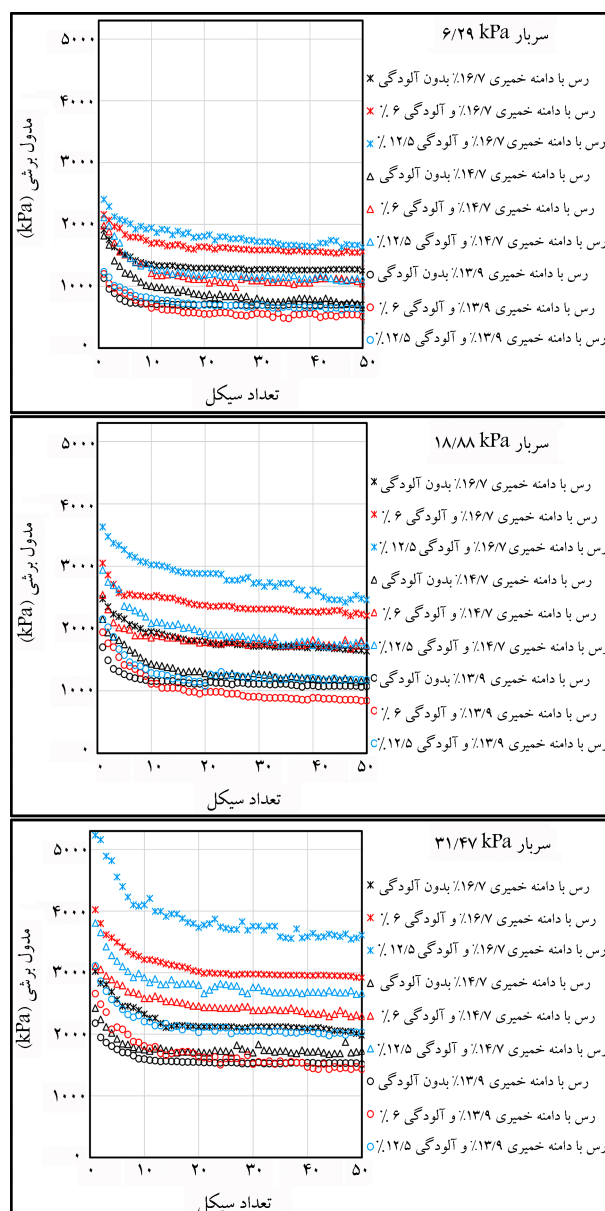 سربار ۶/۲۹ kPa
رس با دامنه خمیری ۱۶/۷٪ بدون آلودگی
رس با دامنه خمیری ۱۶/۷٪ و آلودگی ۶ ٪
رس با دامنه خمیری ۱۶/۷٪ و آلودگی ۱۲/۵ ٪
رس با دامنه خمیری ۱۴/۷٪ بدون آلودگی
رس با دامنه خمیری ۱۴/۷٪ و آلودگی ۶ ٪
رس با دامنه خمیری ۱۴/۷٪ و آلودگی ۱۲/۵ ٪
رس با دامنه خمیری ۱۳/۹٪ بدون آلودگی
رس با دامنه خمیری ۱۳/۹٪ و آلودگی ۶ ٪
رس با دامنه خمیری ۱۳/۹٪ و آلودگی ۱۲/۵ ٪
مدول برشی (kPa)
۵۰۰۰
۴۰۰۰
۳۰۰۰
۲۰۰۰
۱۰۰۰
۰
۰ ۱۰ ۲۰ ۳۰ ۴۰ ۵۰
تعداد سیکل
سربار ۱۸/۸۸ kPa
رس با دامنه خمیری ۱۶/۷٪ بدون آلودگی
رس با دامنه خمیری ۱۶/۷٪ و آلودگی ۶ ٪
رس با دامنه خمیری ۱۶/۷٪ و آلودگی ۱۲/۵ ٪
رس با دامنه خمیری ۱۴/۷٪ بدون آلودگی
رس با دامنه خمیری ۱۴/۷٪ و آلودگی ۶ ٪
رس با دامنه خمیری ۱۴/۷٪ و آلودگی ۱۲/۵ ٪
رس با دامنه خمیری ۱۳/۹٪ بدون آلودگی
رس با دامنه خمیری ۱۳/۹٪ و آلودگی ۶ ٪
رس با دامنه خمیری ۱۳/۹٪ و آلودگی ۱۲/۵ ٪
مدول برشی (kPa)
۵۰۰۰
۴۰۰۰
۳۰۰۰
۲۰۰۰
۱۰۰۰
۰
۰ ۱۰ ۲۰ ۳۰ ۴۰ ۵۰
تعداد سیکل
سربار ۳۱/۴۷ kPa
رس با دامنه خمیری ۱۶/۷٪ بدون آلودگی
رس با دامنه خمیری ۱۶/۷٪ و آلودگی ۶ ٪
رس با دامنه خمیری ۱۶/۷٪ و آلودگی ۱۲/۵ ٪
رس با دامنه خمیری ۱۴/۷٪ بدون آلودگی
رس با دامنه خمیری ۱۴/۷٪ و آلودگی ۶ ٪
رس با دامنه خمیری ۱۴/۷٪ و آلودگی ۱۲/۵ ٪
رس با دامنه خمیری ۱۳/۹٪ بدون آلودگی
رس با دامنه خمیری ۱۳/۹٪ و آلودگی ۶ ٪
رس با دامنه خمیری ۱۳/۹٪ و آلودگی ۱۲/۵ ٪
مدول برشی (kPa)
۵۰۰۰
۴۰۰۰
۳۰۰۰
۲۰۰۰
۱۰۰۰
۰
۰ ۱۰ ۲۰ ۳۰ ۴۰ ۵۰
تعداد سیکل